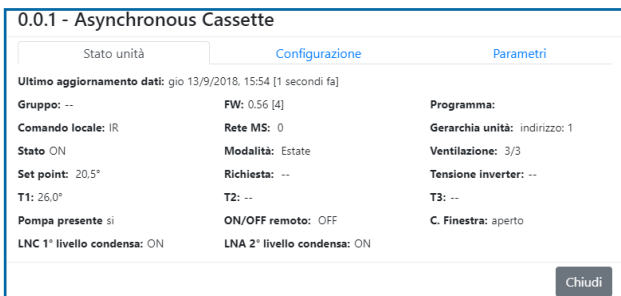 0.0.1 - Asynchronous Cassette
Stato unità Configurazione Parametri
Ultimo aggiornamento dati: gio 13/9/2018, 15:54 [1 secondi fa]
Gruppo: -- FW: 0.56 [4] Programma:
Comando locale: IR Rete MS: 0 Gerarchia unità: indirizzo: 1
Stato ON Modalità: Estate Ventilazione: 3/3
Set point: 20,5° Richiesta: -- Tensione inverter: --
T1: 26,0° T2: -- T3: --
Pompa presente si ON/OFF remoto: OFF C. Finestra: aperto
LNC 1° livello condensa: ON LNA 2° livello condensa: ON
Chiudi